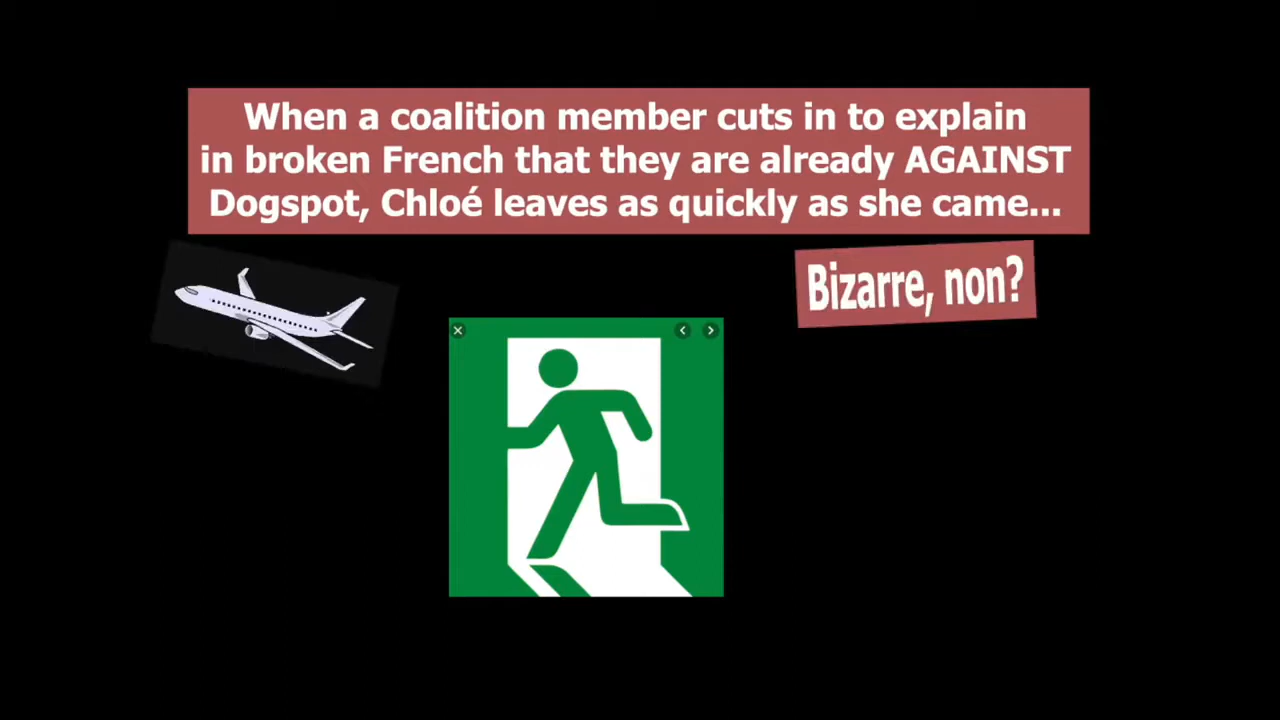 When a coalition member cuts in to explain
in broken French that they are already AGAINST
Dogspot, Chloé leaves as quickly as she came...
Bizarre, non?